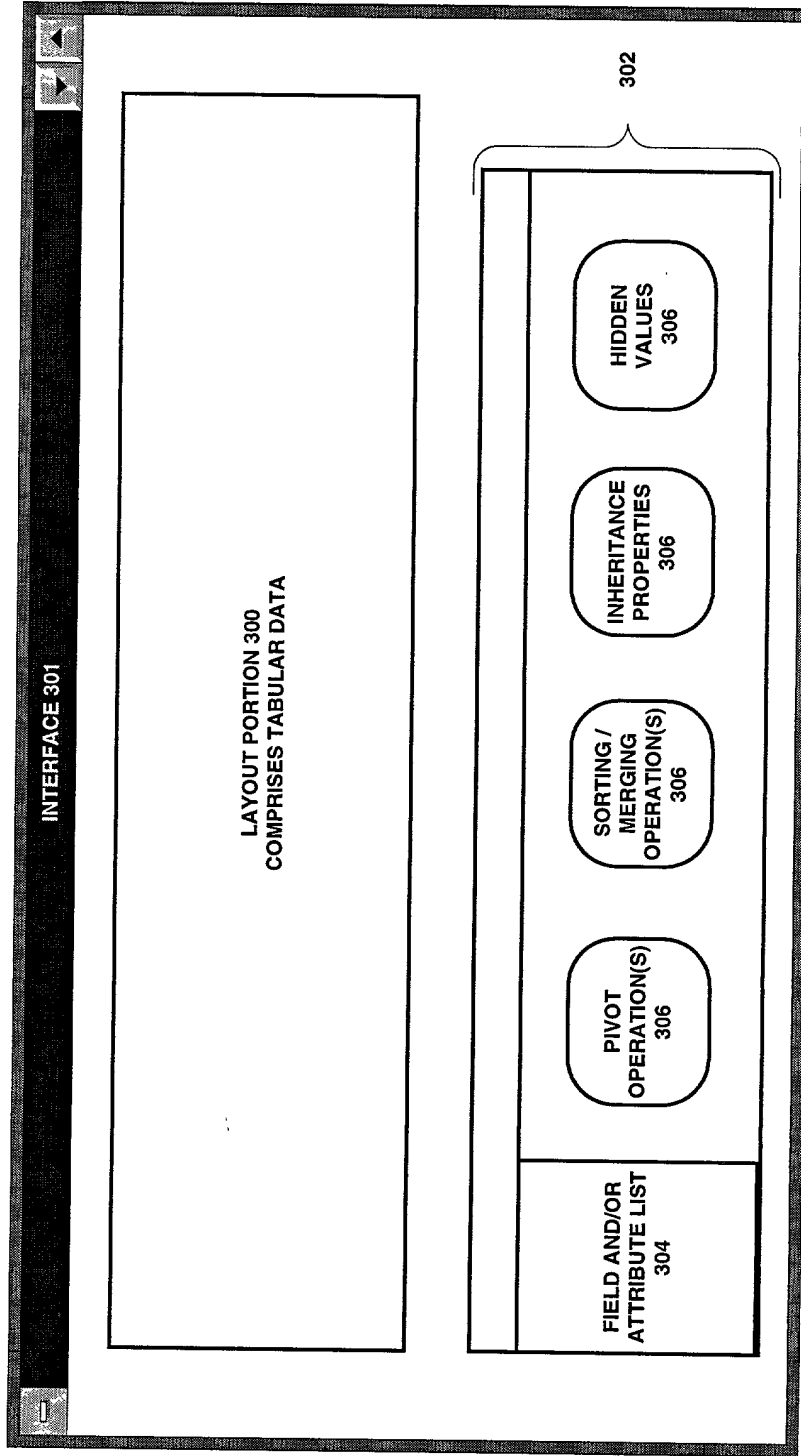 INTERFACE 301
LAYOUT PORTION 300
COMPRISES TABULAR DATA
302
FIELD AND/OR
ATTRIBUTE LIST
304
PIVOT
OPERATION(S)
306
SORTING /
MERGING
OPERATION(S)
306
INHERITANCE
PROPERTIES
306
HIDDEN
VALUES
306